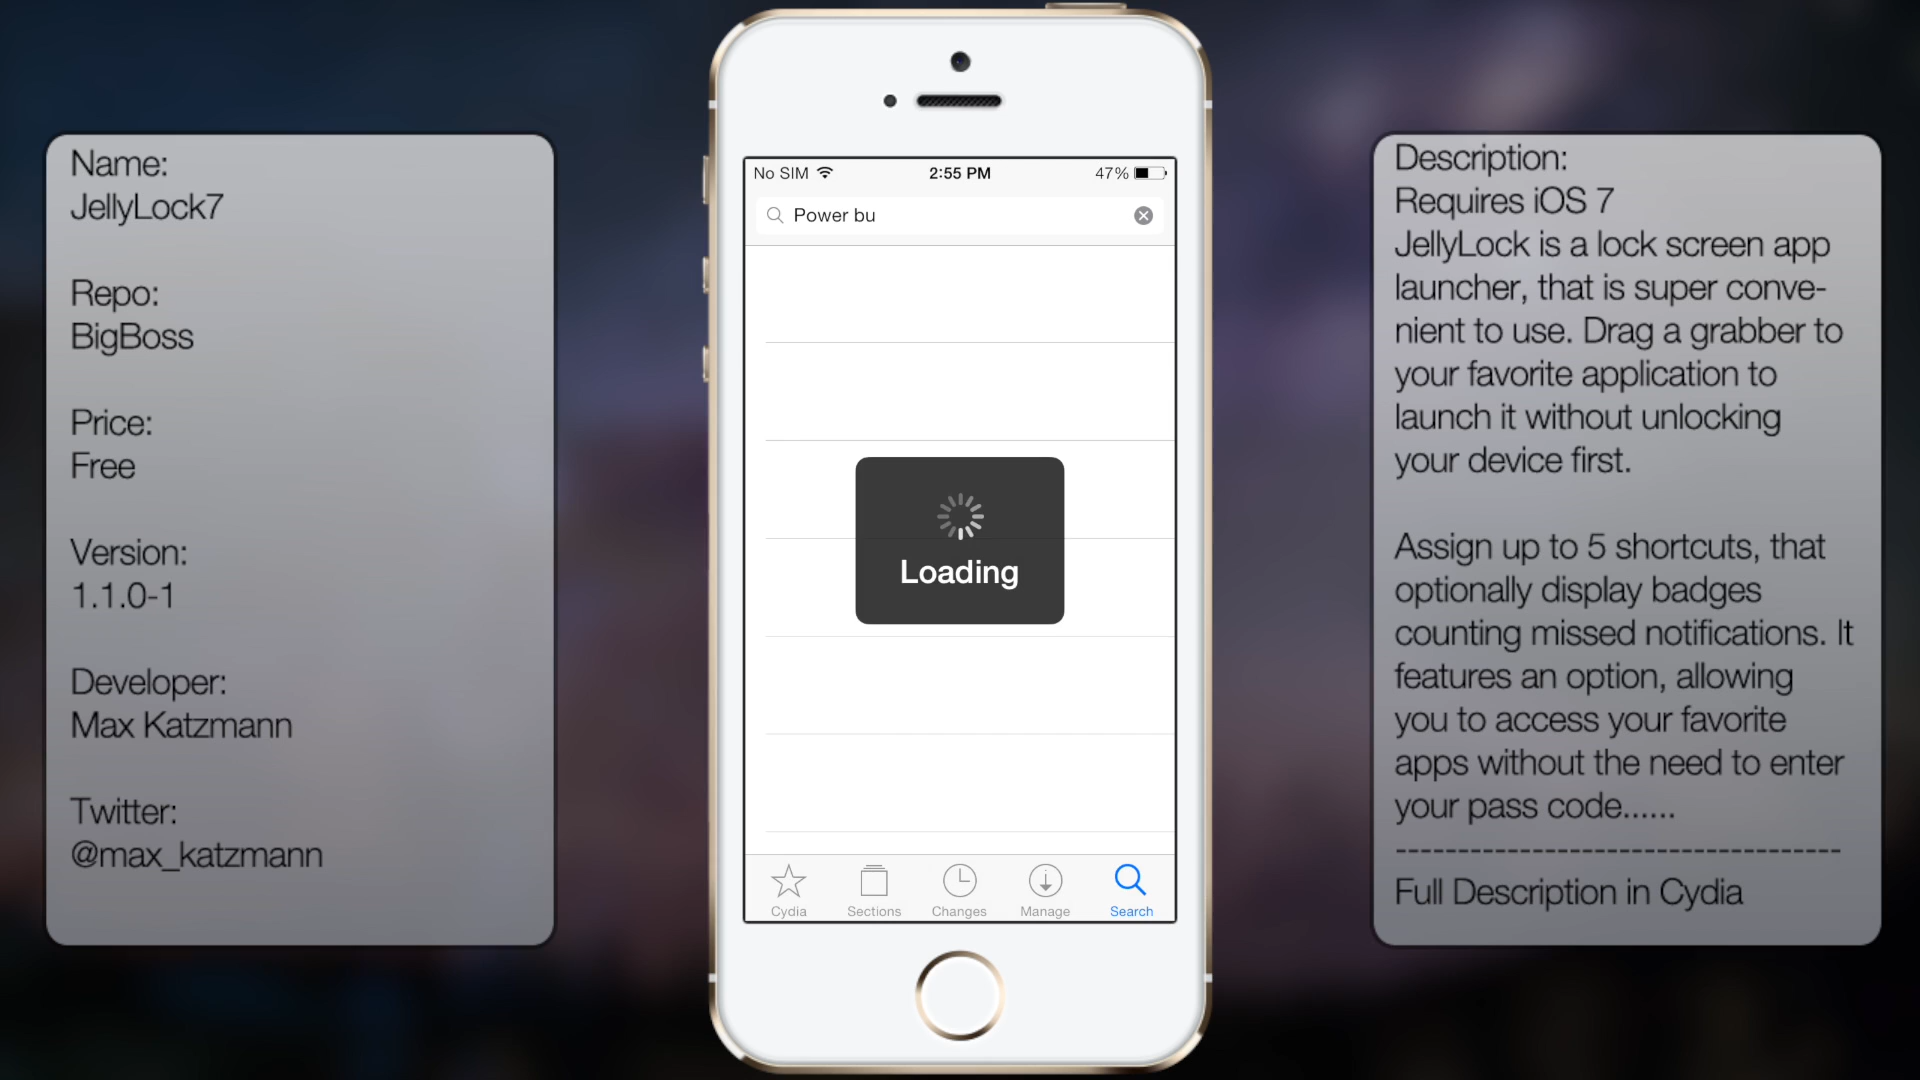 Name:
JellyLock7
Repo:
BigBoss
Price:
Free
Version:
1.1.0-1
Developer:
Max Katzmann
Twitter:
@max_katzmann
No SIM 2:55 PM 47%
Power bu
Loading
Cydia Sections Changes Manage Search
Description:
Requires iOS 7
JellyLock is a lock screen app
launcher, that is super conve-
nient to use. Drag a grabber to
your favorite application to
launch it without unlocking
your device first.
Assign up to 5 shortcuts, that
optionally display badges
counting missed notifications. It
features an option, allowing
you to access your favorite
apps without the need to enter
your pass code......
------------------------------------
Full Description in Cydia